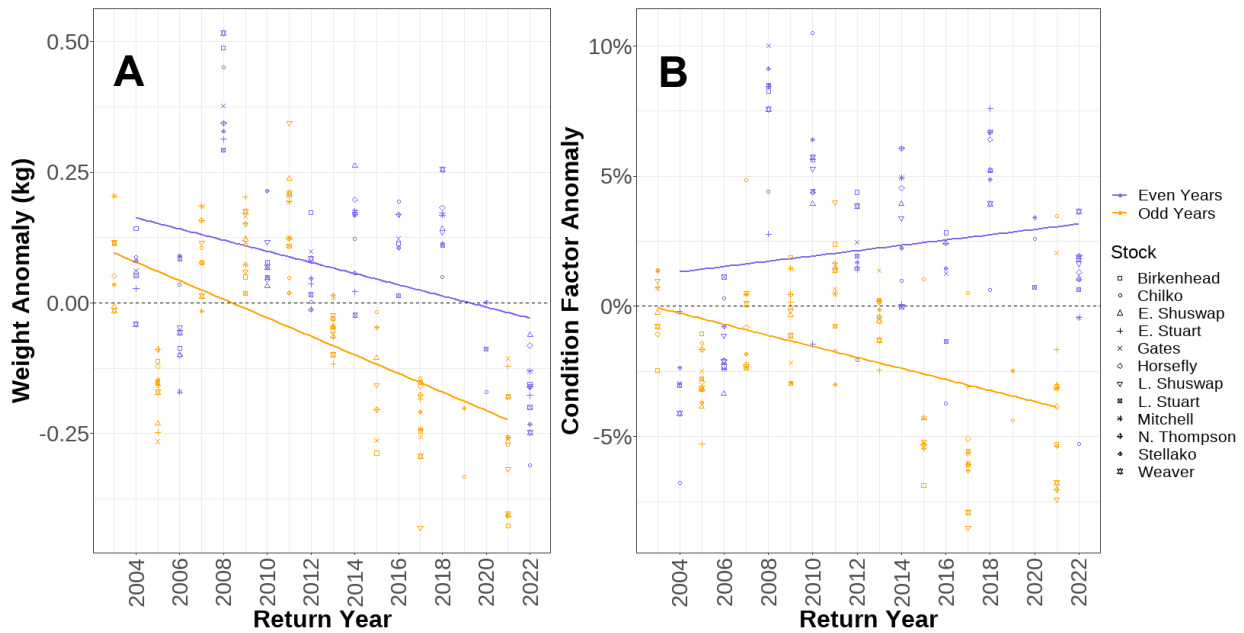 A
Weight Anomaly (kg)
0.50
0.25
0.00
-0.25
2004
2006
2008
2010
2012
2014
2016
2018
2020
2022
Return Year
B
Condition Factor Anomaly
10%
5%
0%
-5%
2004
2006
2008
2010
2012
2014
2016
2018
2020
2022
Return Year
Even Years
Odd Years
Stock
Birkenhead
Chilko
E. Shuswap
E. Stuart
Gates
Horsefly
L. Shuswap
L. Stuart
Mitchell
N. Thompson
Stellako
Weaver